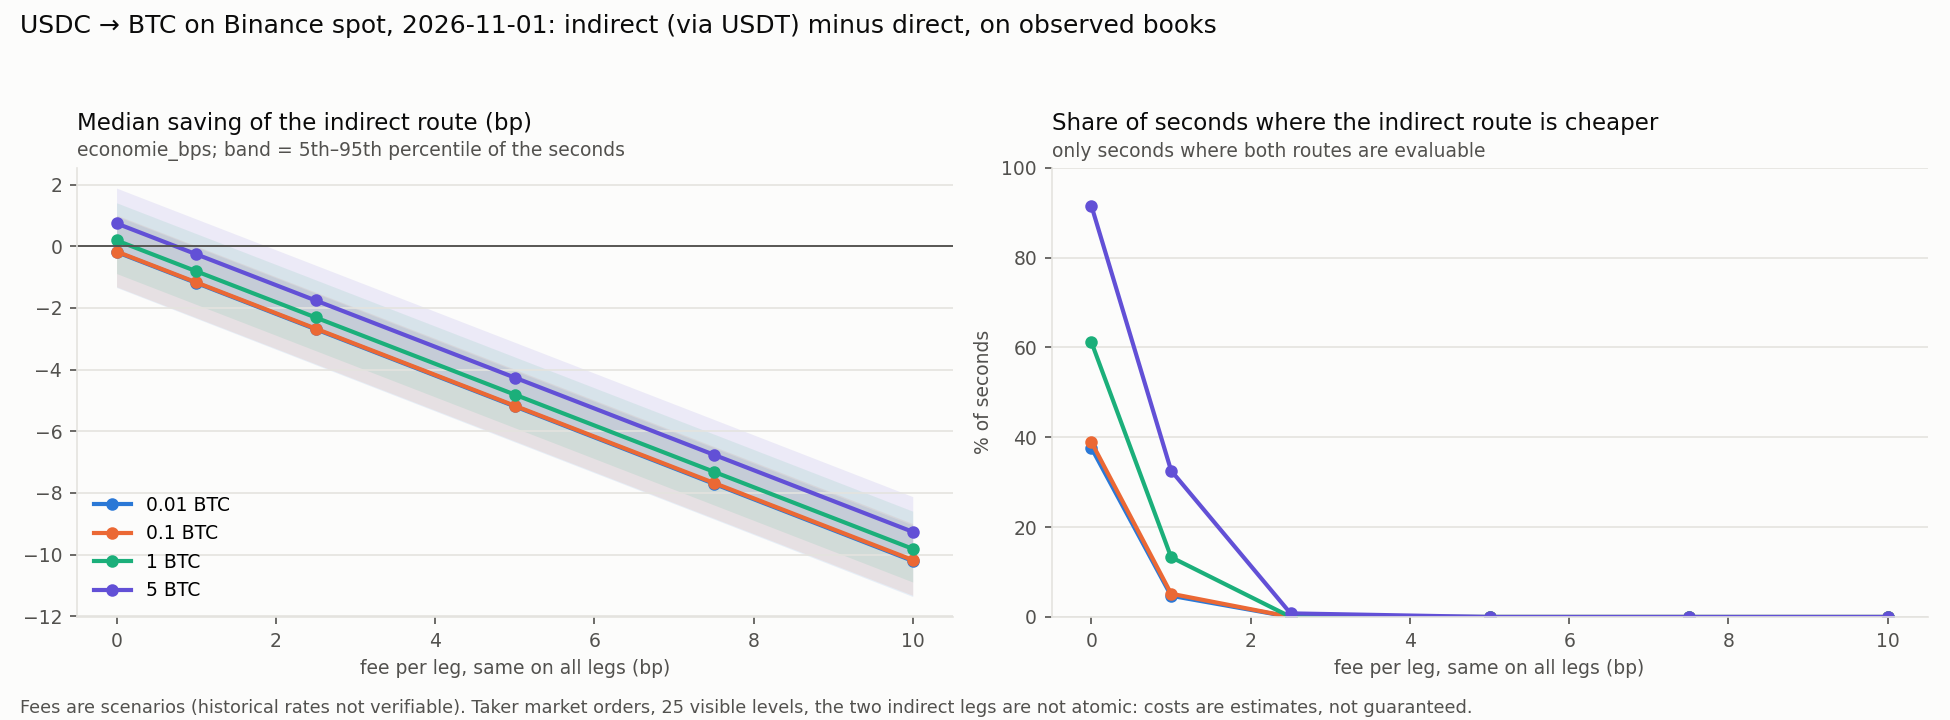 USDC → BTC on Binance spot, 2026-11-01: indirect (via USDT) minus direct, on observed books
Median saving of the indirect route (bp)
economie_bps; band = 5th–95th percentile of the seconds
2
0
−2
−4
−6
−8
−10
−12
0.01 BTC
0.1 BTC
1 BTC
5 BTC
0 2 4 6 8 10
fee per leg, same on all legs (bp)
Share of seconds where the indirect route is cheaper
only seconds where both routes are evaluable
100
80
60
40
20
0
% of seconds
0 2 4 6 8 10
fee per leg, same on all legs (bp)
Fees are scenarios (historical rates not verifiable). Taker market orders, 25 visible levels, the two indirect legs are not atomic: costs are estimates, not guaranteed.